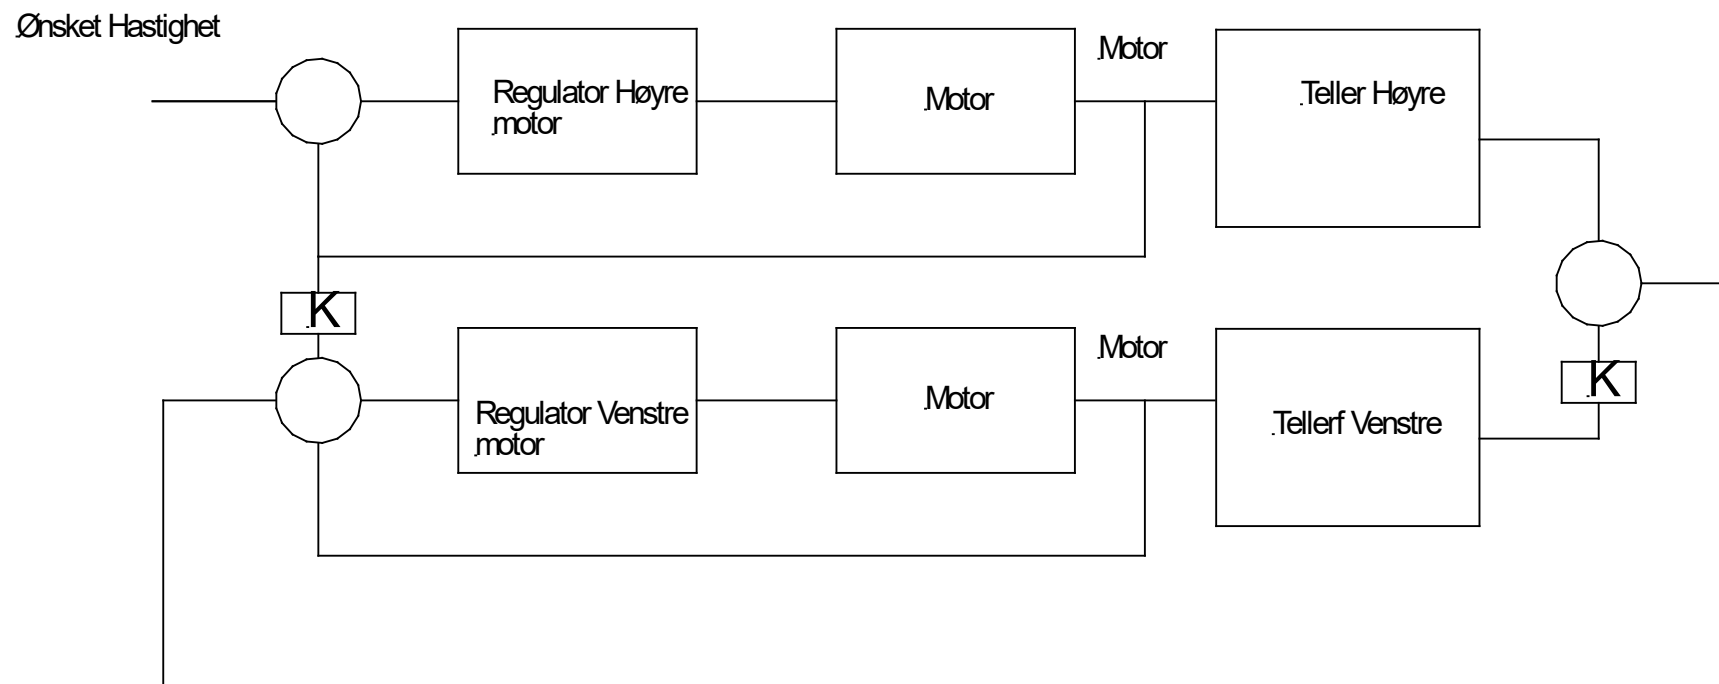 Ønsket Hastighet
Motor
Regulator Høyre
motor
Motor
Teller Høyre
K
Motor
Regulator Venstre
motor
Motor
Tellerf Venstre
K